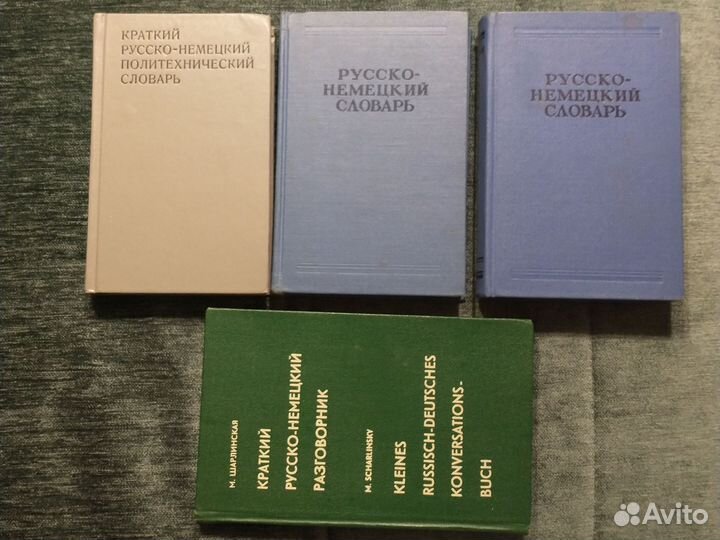 КРАТКИЙ
РУССКО-НЕМЕЦКИЙ
ПОЛИТЕХНИЧЕСКИЙ
СЛОВАРЬ
РУССКО-
НЕМЕЦКИЙ
СЛОВАРЬ
РУССКО-
НЕМЕЦКИЙ
СЛОВАРЬ
М. ШАРЛИНСКАЯ
КРАТКИЙ
РУССКО-НЕМЕЦКИЙ
РАЗГОВОРНИК
M. SCHARLINSKY
KLEINES
RUSSISCH-DEUTSCHES
KONVERSATIONS-
BUCH
Avito